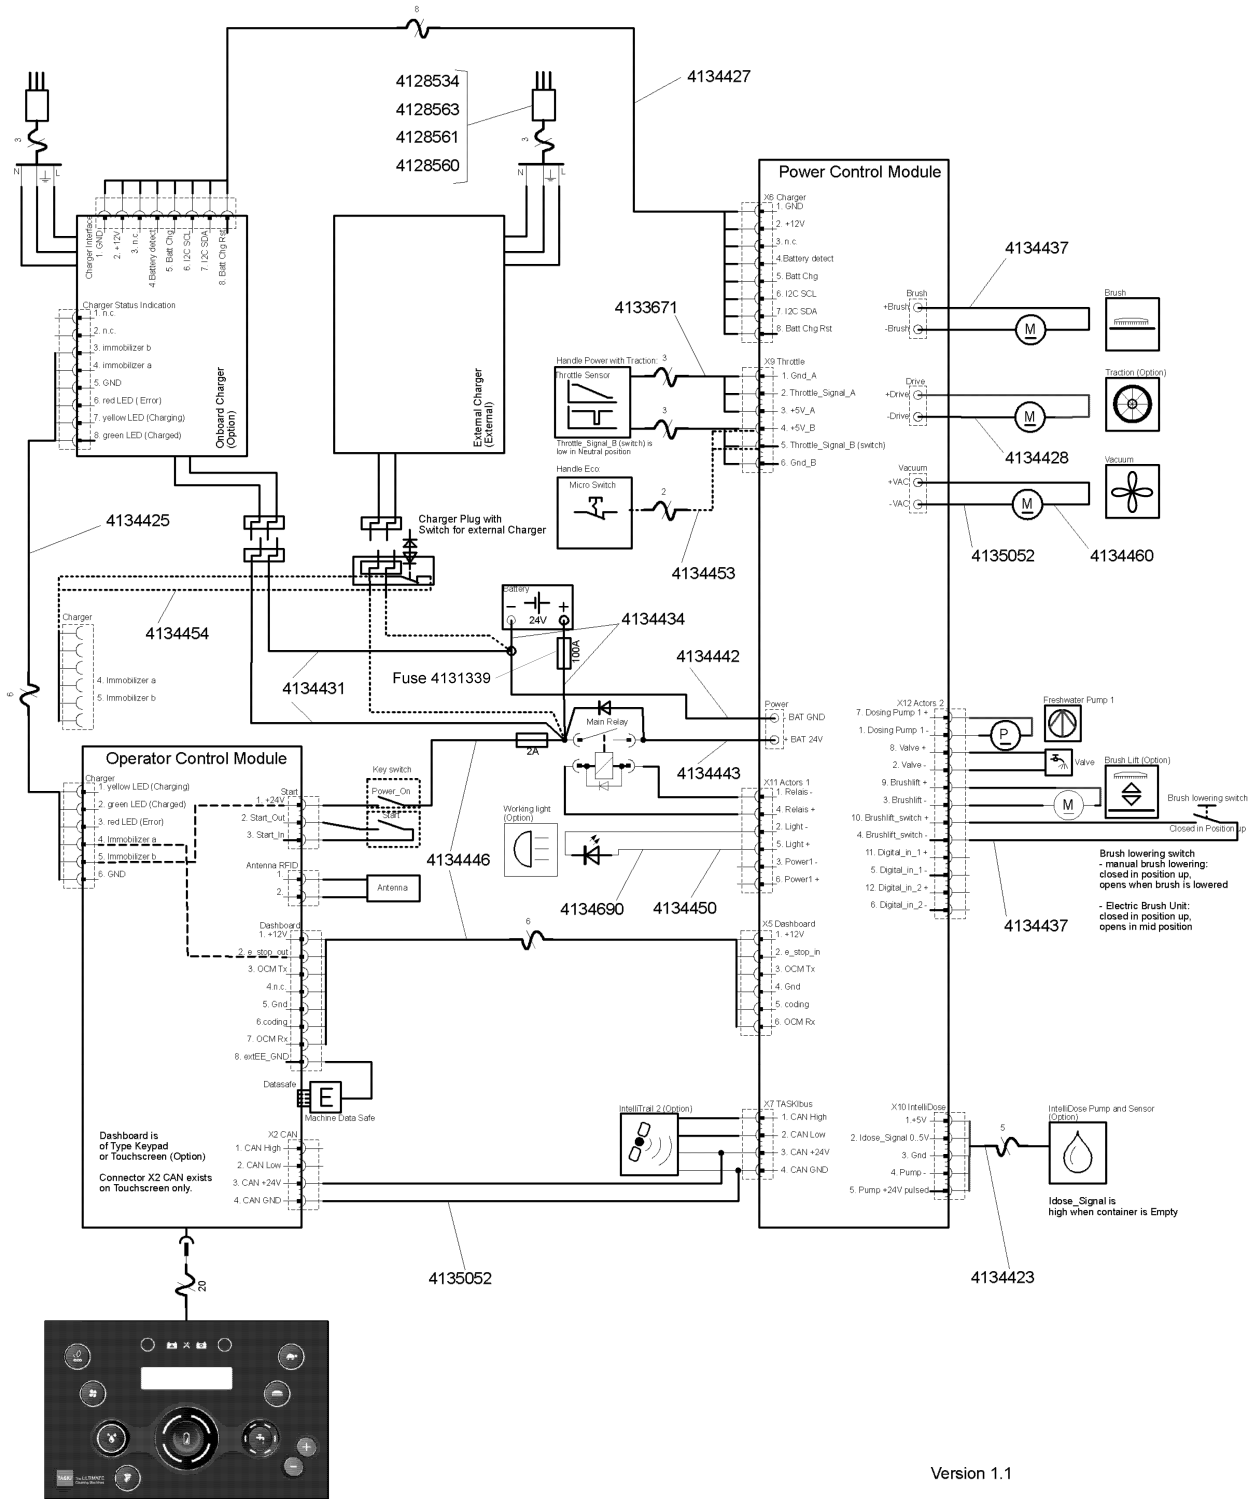 8
4134427
4128534
4128563
4128561
4128560
3
N
L
3
N
L
Power Control Module
X6 Charger
1. GND
2. +12V
3. n.c.
4.Battery detect
5. Batt Chg
6. I2C SCL
7. I2C SDA
8. Batt Chg Rst
Charger Interface
1. GND
2. +12V
3. n.c.
4.Battery detect
5. Batt Chg
6. I2C SCL
7. I2C SDA
8. Batt Chg Rst
Charger Status Indication
1. n.c.
2. n.c.
3. immobilizer b
4. immobilizer a
5. GND
6. red LED ( Error)
7. yellow LED (Charging)
8. green LED (Charged)
Onboard Charger
(Option)
External Charger
(External)
4133671
Handle Power with Traction:
3
Throttle Sensor
3
Throttle_Signal_B (switch) is
low in Neutral position
Handle Eco:
Micro Switch
2
4134453
X9 Throttle
1. Gnd_A
2. Throttle_Signal_A
3. +5V_A
4. +5V_B
5. Throttle_Signal_B (switch)
6. Gnd_B
4134437
Brush
+Brush
-Brush
M
Brush
Drive
+Drive
-Drive
M
Traction (Option)
4134428
Vacuum
+VAC
-VAC
M
Vacuum
4135052
4134460
4134425
Charger Plug with
Switch for external Charger
4134454
Charger
4. Immobilizer a
5. Immobilizer b
6
4134431
Battery
24V
100A
4134434
Fuse 4131339
4134442
Main Relay
2A
4134443
Power
- BAT GND
+ BAT 24V
X11 Actors 1
1. Relais -
4. Relais +
2. Light -
5. Light +
3. Power1 -
6. Power1 +
X12 Actors 2
7. Dosing Pump 1 +
1. Dosing Pump 1-
8. Valve +
2. Valve -
9. Brushlift +
3. Brushlift -
10. Brushlift_switch +
4. Brushlift_switch -
11. Digital_in_1 +
5. Digital_in_1 -
12. Digital_in_2 +
6. Digital_in_2 -
P
Freshwater Pump 1
Valve
M
Brush Lift (Option)
Brush lowering switch
Closed in Position up
Brush lowering switch
- manual brush lowering:
closed in position up,
opens when brush is lowered
- Electric Brush Unit:
closed in position up,
opens in mid position
4134437
Operator Control Module
Charger
1. yellow LED (Charging)
2. green LED (Charged)
3. red LED (Error)
4. Immobilizer a
5. Immobilizer b
6. GND
Start
1. +24V
2. Start_Out
3. Start_In
Key switch
Power_On
Start
Antenna RFID
1.
2.
Antenna
Working light
(Option)
4134446
4134690
4134450
Dashboard
1. +12V
2. e_stop_out
3. OCM Tx
4.n.c.
5. Gnd
6.coding
7. OCM Rx
8. extEE_GND
6
X5 Dashboard
1. +12V
2. e_stop_in
3. OCM Tx
4. Gnd
5. coding
6. OCM Rx
Datasafe
E
Machine Data Safe
Dashboard is
of Type Keypad
or Touchscreen (Option)
Connector X2 CAN exists
on Touchscreen only.
X2 CAN
1. CAN High
2. CAN Low
3. CAN +24V
4. CAN GND
IntelliTrail 2 (Option)
X7 TASKIbus
1. CAN High
2. CAN Low
3. CAN +24V
4. CAN GND
X10 IntelliDose
1.+5V
2. Idose_Signal 0..5V
3. Gnd
4. Pump -
5. Pump +24V pulsed
5
IntelliDose Pump and Sensor
(Option)
Idose_Signal is
high when container is Empty
4134423
4135052
20
TASKI
The ULTIMATE
Cleaning Machines
Version 1.1